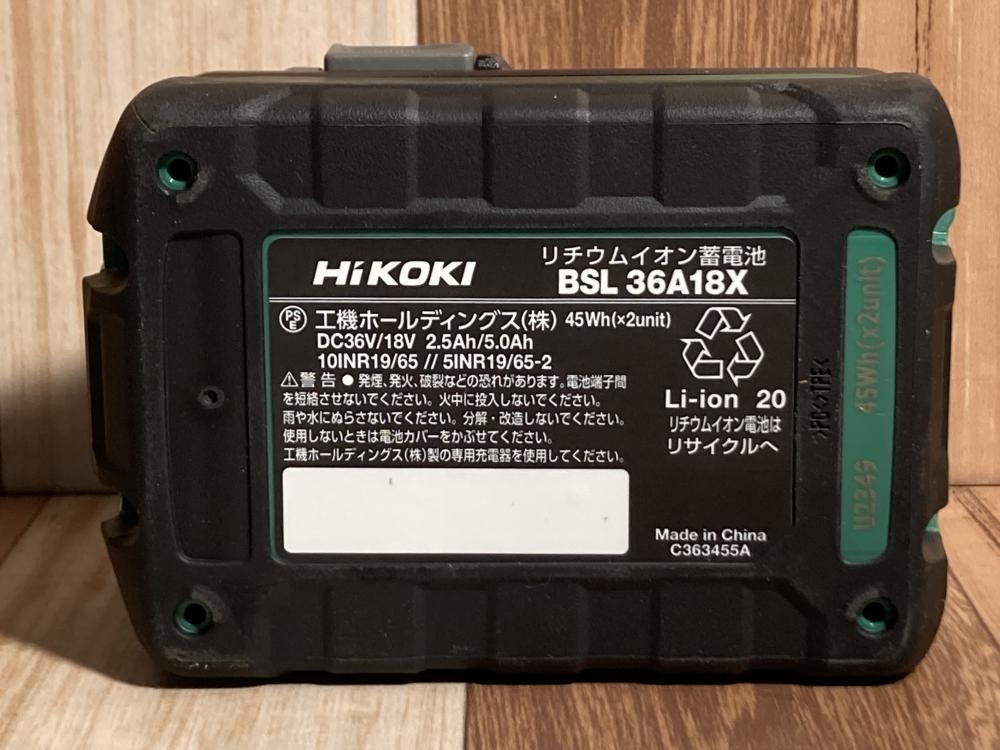 HiKOKI
リチウムイオン蓄電池
BSL 36A18X
PSE 工機ホールディングス(株) 45Wh(×2unit)
DC36V/18V 2.5Ah/5.0Ah
10INR19/65 // 5INR19/65-2
⚠警告 ● 発煙、発火、破裂などの恐れがあります。電池端子間
を短絡させないでください。火中に投入しないでください。
雨や水にぬらさないでください。分解・改造しないでください。
使用しないときは電池カバーをかぶせてください。
工機ホールディングス(株)製の専用充電器を使用してください。
Li-ion 20
リチウムイオン電池は
リサイクルへ
Made in China
C363455A
>PC<>TPE<
U2349 45Wh(x2unit)